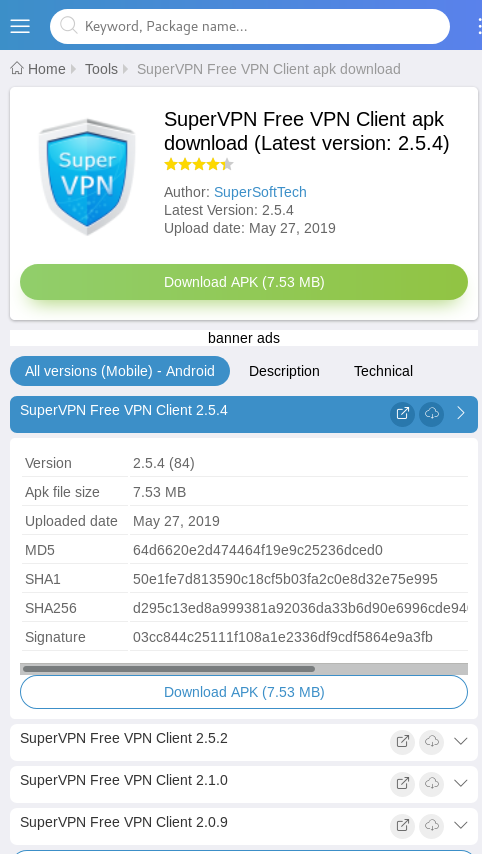 Keyword, Package name...
Home Tools SuperVPN Free VPN Client apk download
Super
VPN
SuperVPN Free VPN Client apk
download (Latest version: 2.5.4)
Author: SuperSoftTech
Latest Version: 2.5.4
Upload date: May 27, 2019
Download APK (7.53 MB)
banner ads
All versions (Mobile) - Android Description Technical
SuperVPN Free VPN Client 2.5.4
Version 2.5.4 (84)
Apk file size 7.53 MB
Uploaded date May 27, 2019
MD5 64d6620e2d474464f19e9c25236dced0
SHA1 50e1fe7d813590c18cf5b03fa2c0e8d32e75e995
SHA256 d295c13ed8a999381a92036da33b6d90e6996cde94
Signature 03cc844c25111f108a1e2336df9cdf5864e9a3fb
Download APK (7.53 MB)
SuperVPN Free VPN Client 2.5.2
SuperVPN Free VPN Client 2.1.0
SuperVPN Free VPN Client 2.0.9